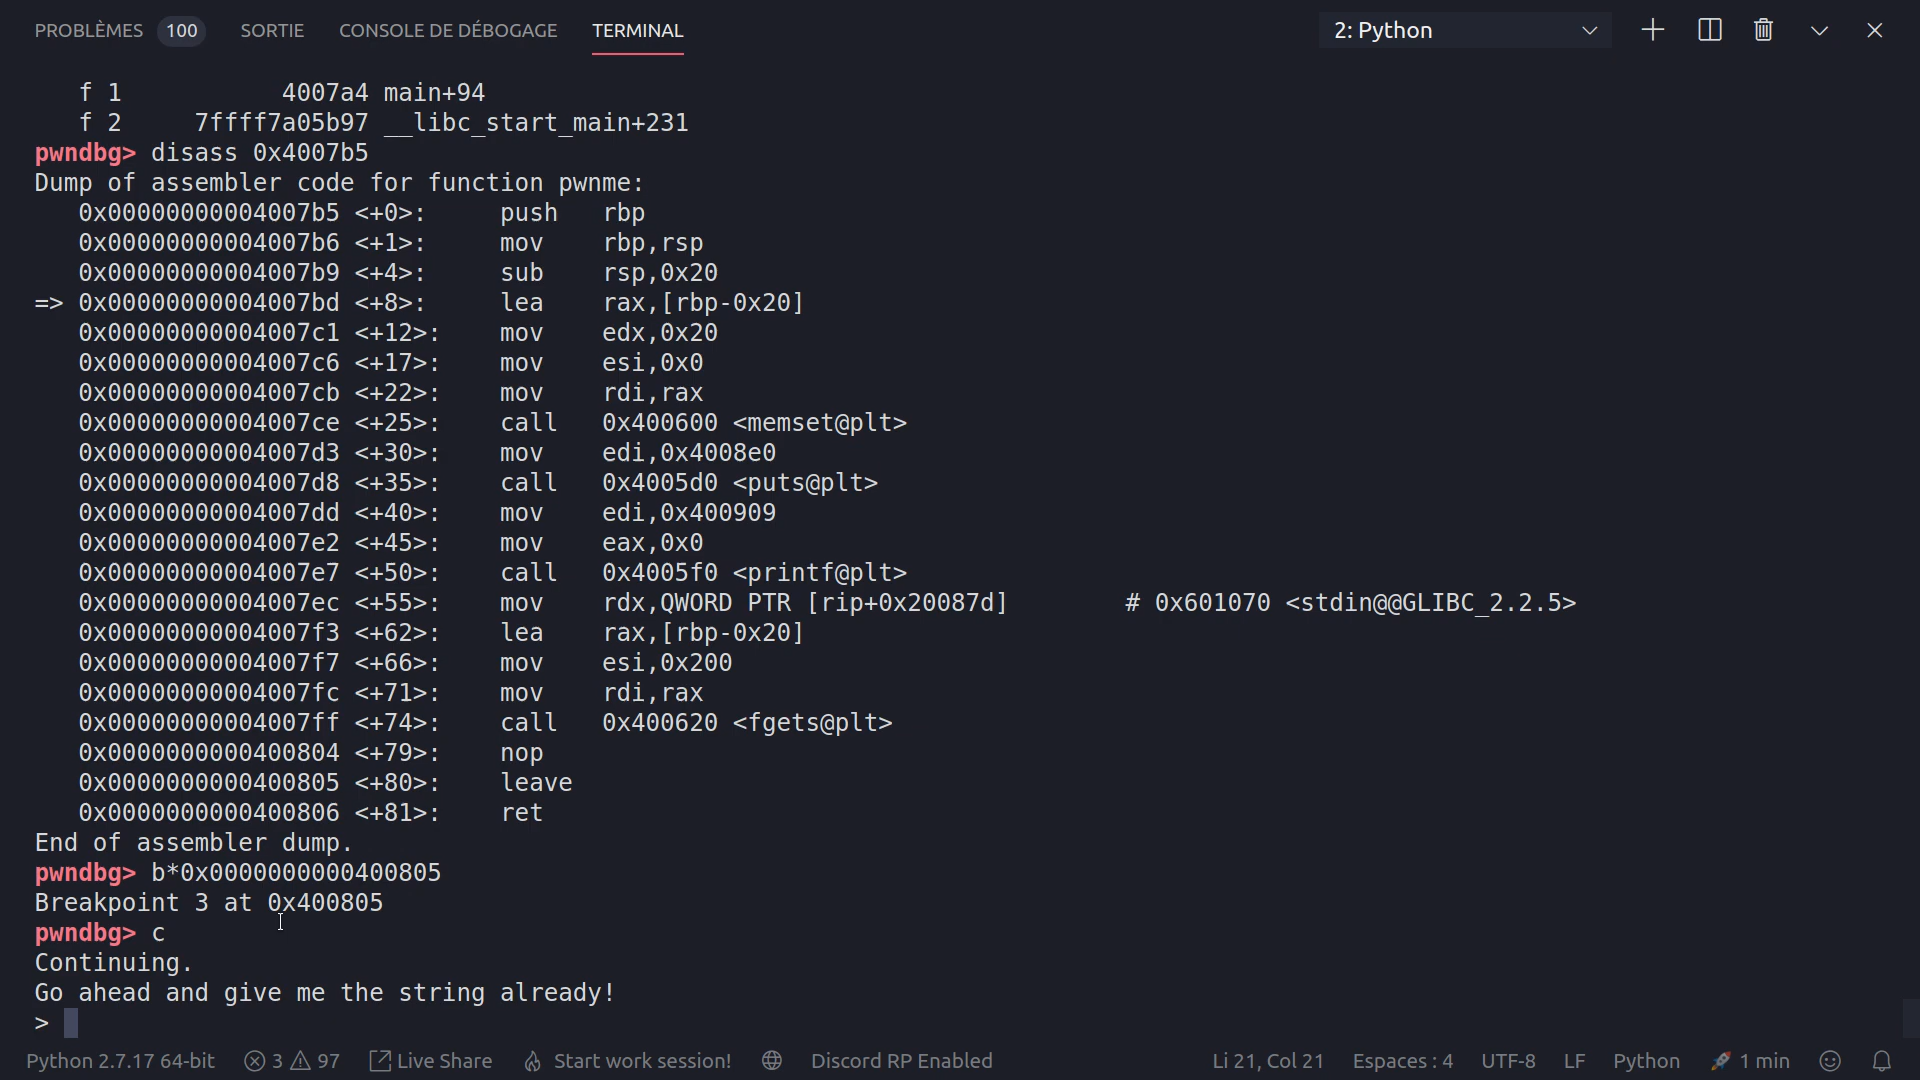 PROBLÈMES 100 SORTIE CONSOLE DE DÉBOGAGE TERMINAL 2: Python
f 1 4007a4 main+94
f 2 7ffff7a05b97 __libc_start_main+231
pwndbg> disass 0x4007b5
Dump of assembler code for function pwnme:
0x00000000004007b5 <+0>: push rbp
0x00000000004007b6 <+1>: mov rbp,rsp
0x00000000004007b9 <+4>: sub rsp,0x20
=> 0x00000000004007bd <+8>: lea rax,[rbp-0x20]
0x00000000004007c1 <+12>: mov edx,0x20
0x00000000004007c6 <+17>: mov esi,0x0
0x00000000004007cb <+22>: mov rdi,rax
0x00000000004007ce <+25>: call 0x400600 <memset@plt>
0x00000000004007d3 <+30>: mov edi,0x4008e0
0x00000000004007d8 <+35>: call 0x4005d0 <puts@plt>
0x00000000004007dd <+40>: mov edi,0x400909
0x00000000004007e2 <+45>: mov eax,0x0
0x00000000004007e7 <+50>: call 0x4005f0 <printf@plt>
0x00000000004007ec <+55>: mov rdx,QWORD PTR [rip+0x20087d] # 0x601070 <stdin@@GLIBC_2.2.5>
0x00000000004007f3 <+62>: lea rax,[rbp-0x20]
0x00000000004007f7 <+66>: mov esi,0x200
0x00000000004007fc <+71>: mov rdi,rax
0x00000000004007ff <+74>: call 0x400620 <fgets@plt>
0x0000000000400804 <+79>: nop
0x0000000000400805 <+80>: leave
0x0000000000400806 <+81>: ret
End of assembler dump.
pwndbg> b*0x0000000000400805
Breakpoint 3 at 0x400805
pwndbg> c
Continuing.
Go ahead and give me the string already!
>
Python 2.7.17 64-bit 3 97 Live Share Start work session! Discord RP Enabled Li 21, Col 21 Espaces : 4 UTF-8 LF Python 1 min